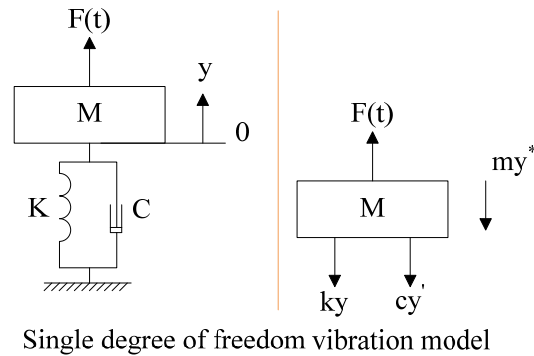 F(t)
M
y
0
K
C
F(t)
M
my*
ky
cy'
Single degree of freedom vibration model